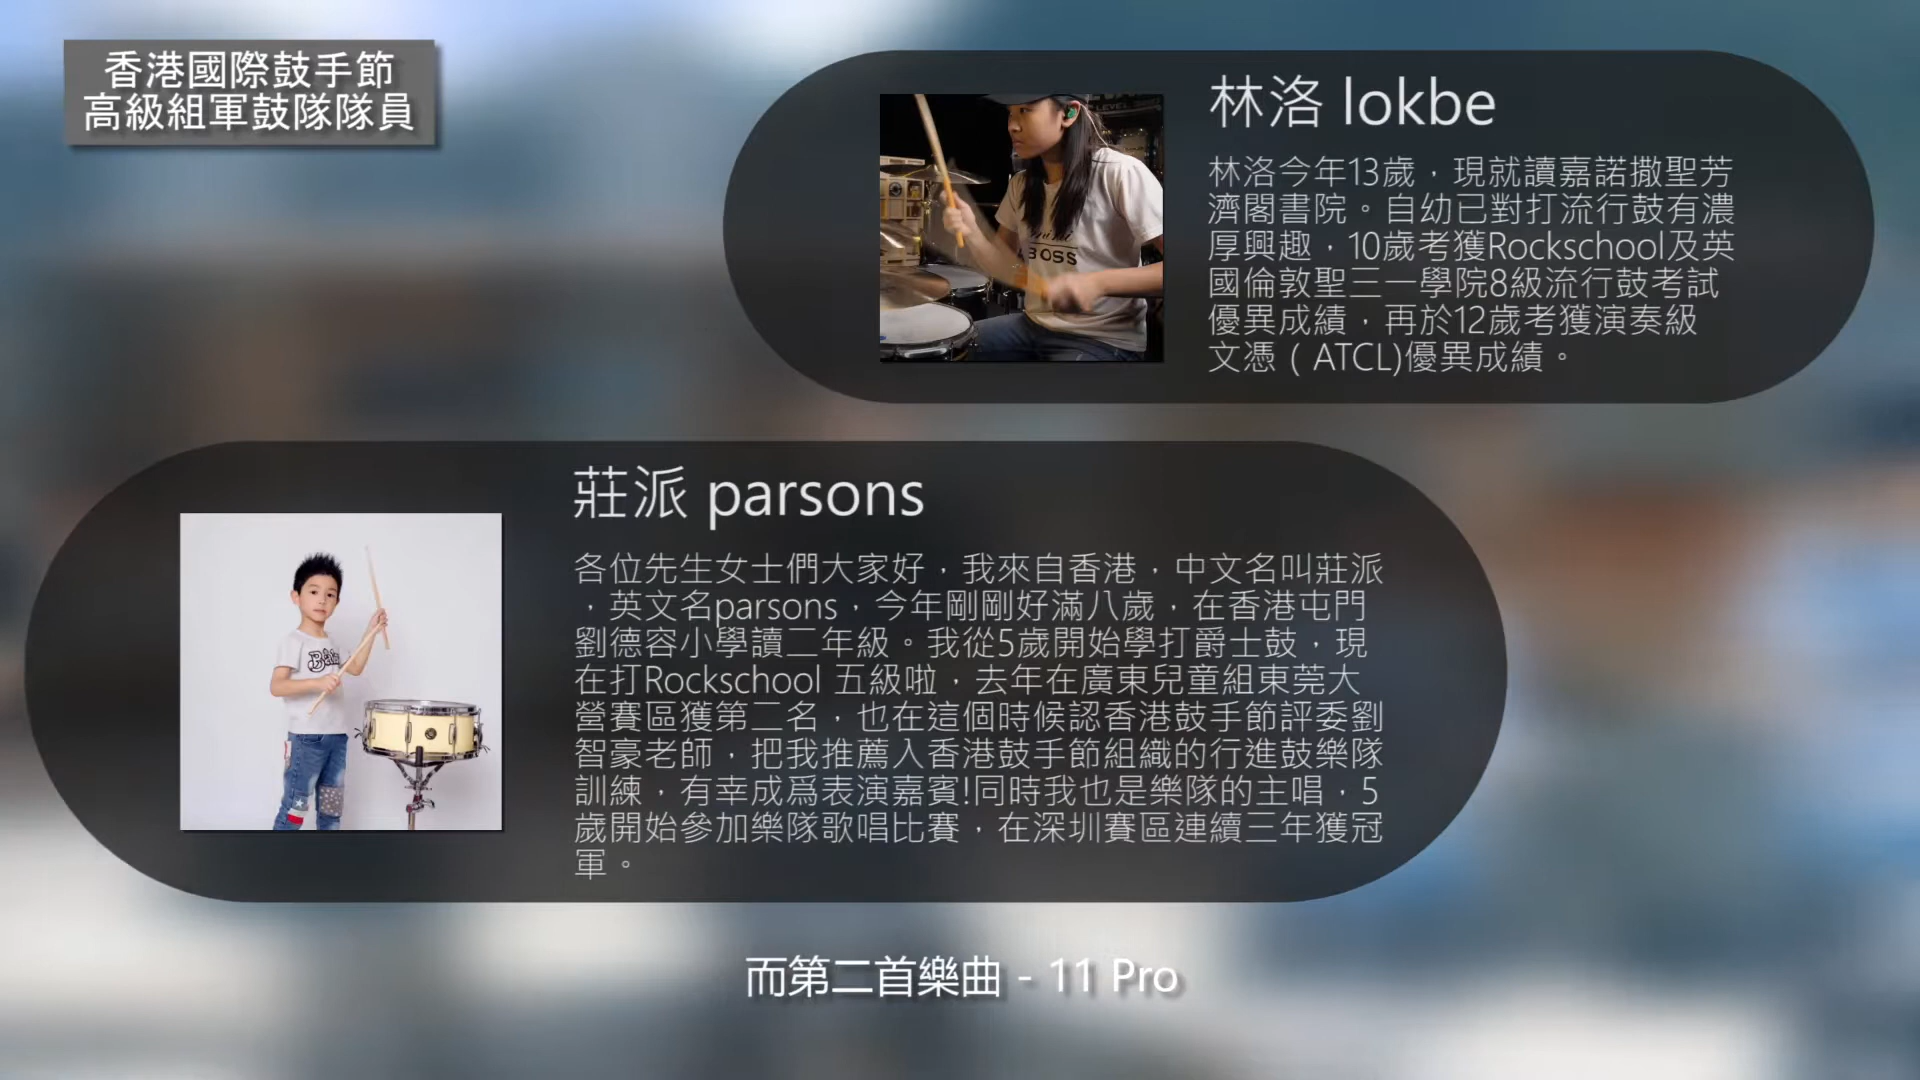 香港國際鼓手節
高級組軍鼓隊隊員
林洛 lokbe
林洛今年13歲，現就讀嘉諾撒聖芳
濟閣書院。自幼已對打流行鼓有濃
厚興趣，10歲考獲Rockschool及英
國倫敦聖三一學院8級流行鼓考試
優異成績，再於12歲考獲演奏級
文憑（ATCL)優異成績。
BOSS
莊派 parsons
各位先生女士們大家好，我來自香港，中文名叫莊派
，英文名parsons，今年剛剛好滿八歲，在香港屯門
劉德容小學讀二年級。我從5歲開始學打爵士鼓，現
在打Rockschool 五級啦，去年在廣東兒童組東莞大
營賽區獲第二名，也在這個時候認香港鼓手節評委劉
智豪老師，把我推薦入香港鼓手節組織的行進鼓樂隊
訓練，有幸成爲表演嘉賓!同時我也是樂隊的主唱，5
歲開始參加樂隊歌唱比賽，在深圳賽區連續三年獲冠
軍。
而第二首樂曲 - 11 Pro